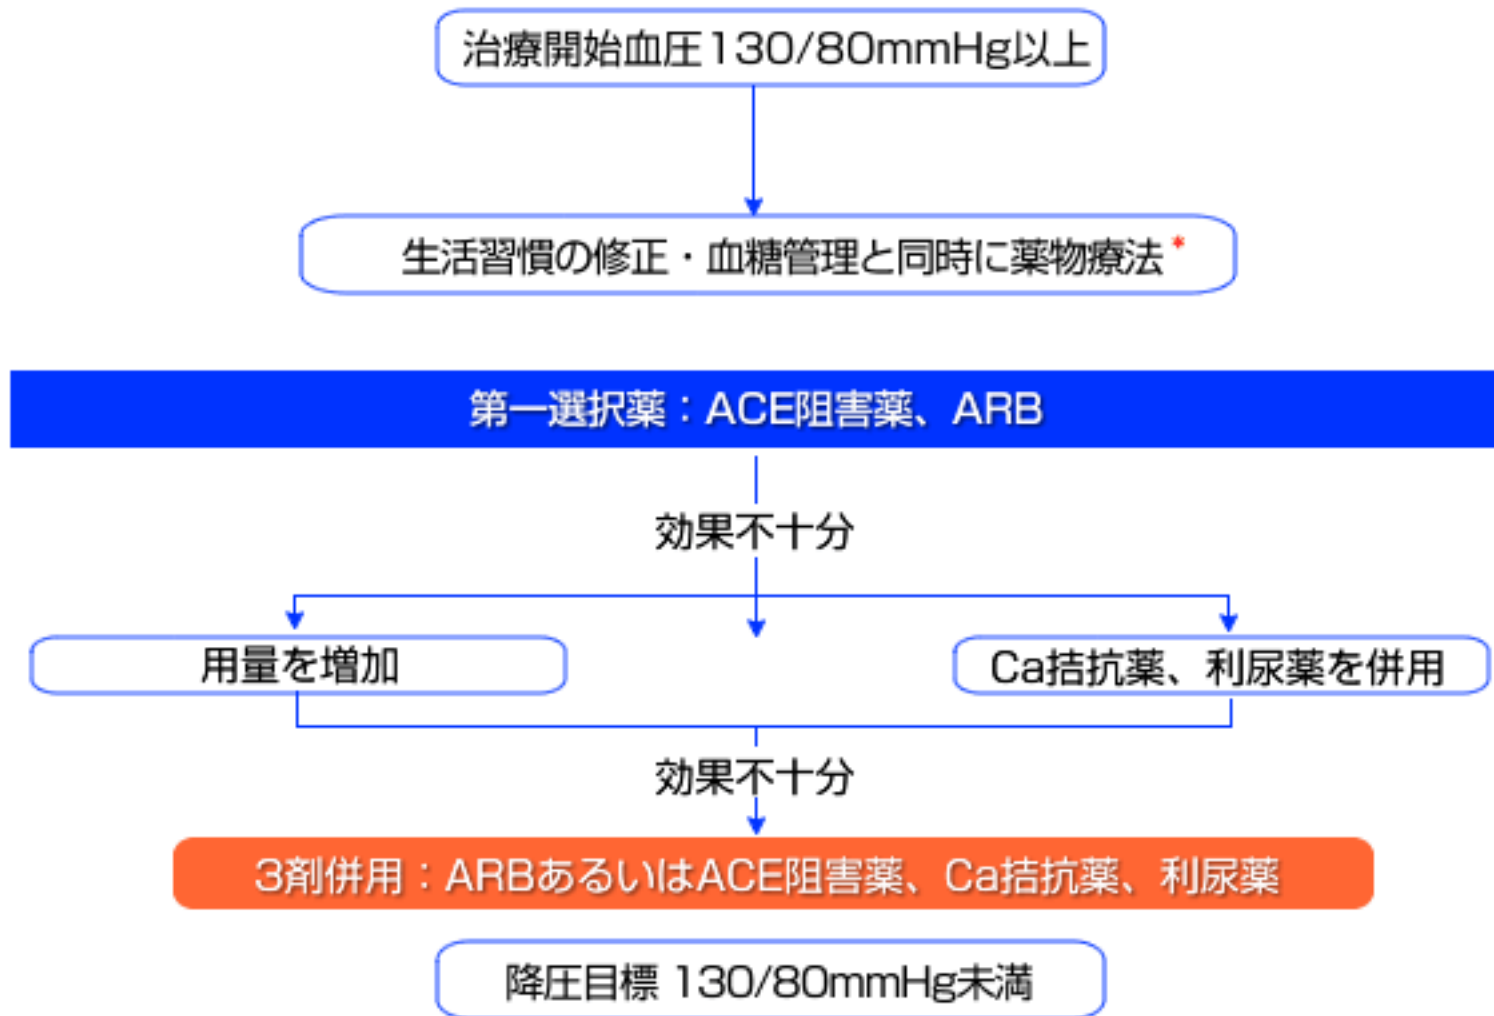 治療開始血圧130/80mmHg以上
生活習慣の修正・血糖管理と同時に薬物療法*
第一選択薬：ACE阻害薬、ARB
効果不十分
用量を増加
Ca拮抗薬、利尿薬を併用
効果不十分
3剤併用：ARBあるいはACE阻害薬、Ca拮抗薬、利尿薬
降圧目標 130/80mmHg未満